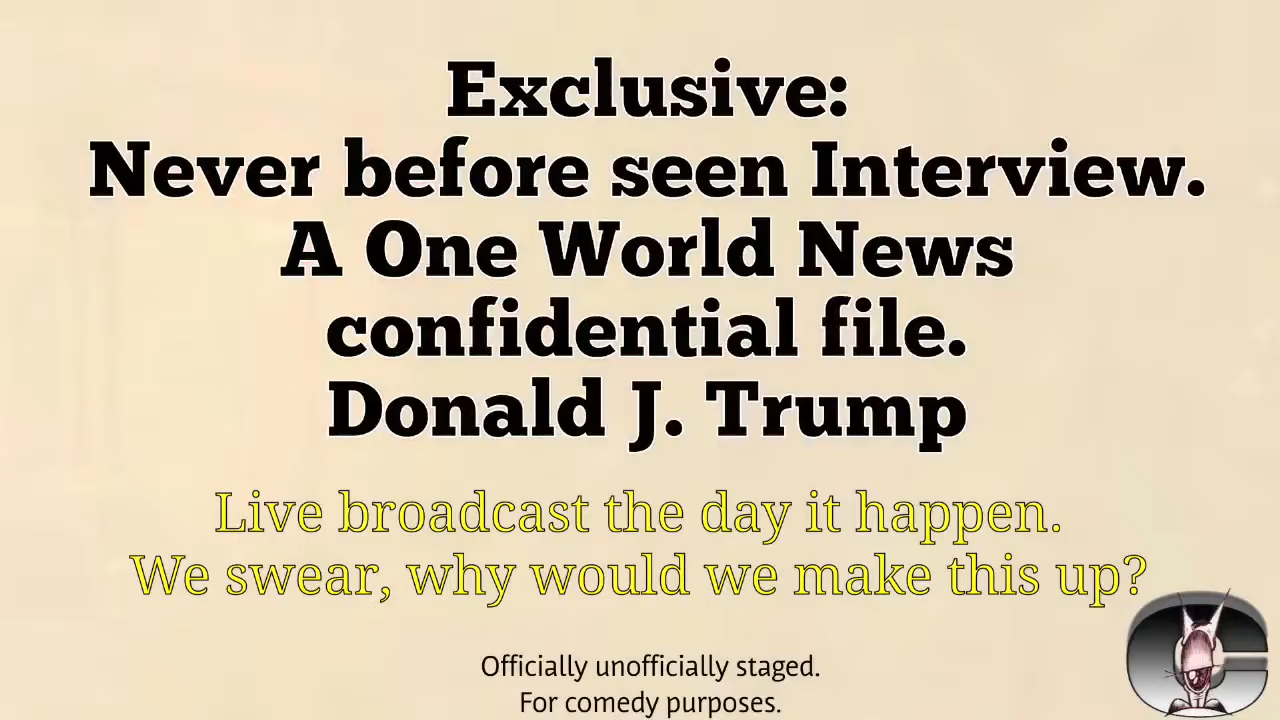 Exclusive:
Never before seen Interview.
A One World News
confidential file.
Donald J. Trump
Live broadcast the day it happen.
We swear, why would we make this up?
Officially unofficially staged.
For comedy purposes.